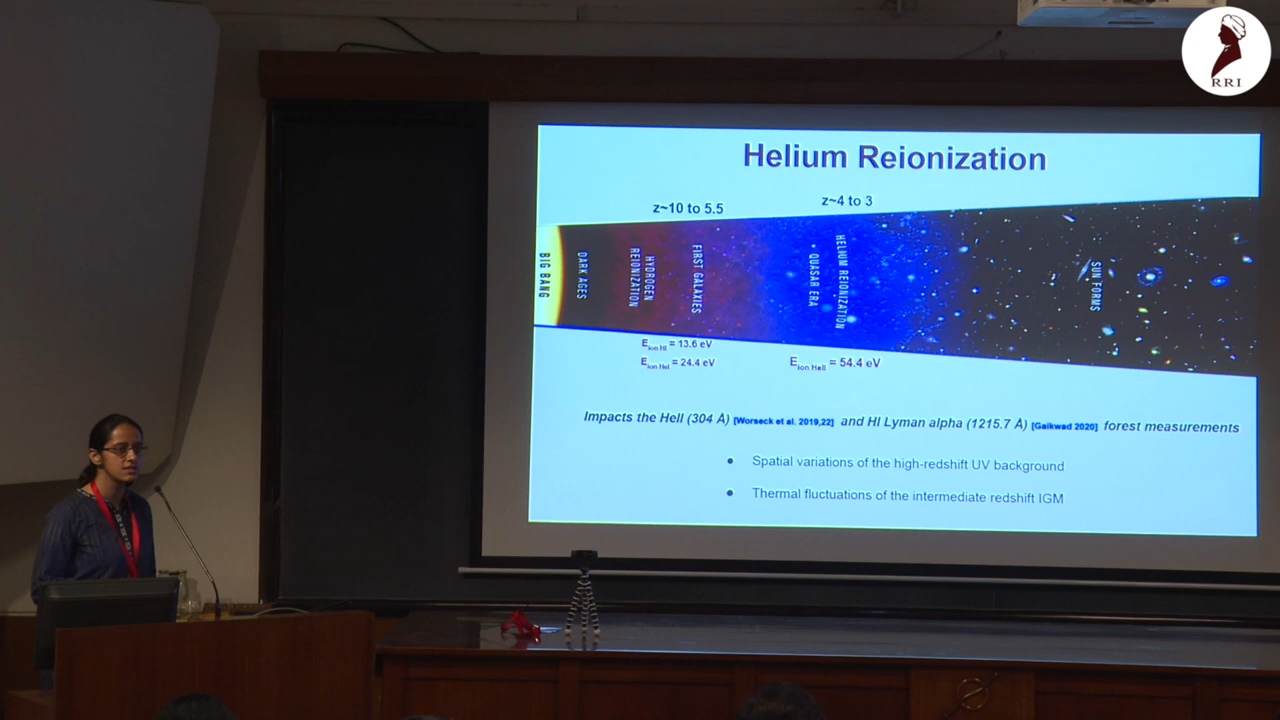 RRI
Helium Reionization
z~10 to 5.5
z~4 to 3
BIG BANG
DARK AGES
HYDROGEN
REIONIZATION
FIRST GALAXIES
HELIUM REIONIZATION
QUASAR ERA
SUN FORMS
E ion HI = 13.6 eV
E ion HeI = 24.4 eV
E ion HeII = 54.4 eV
Impacts the HeII (304 Å) [Worseck et al. 2019,22] and HI Lyman alpha (1215.7 Å) [Gaikwad 2020] forest measurements
● Spatial variations of the high-redshift UV background
● Thermal fluctuations of the intermediate redshift IGM